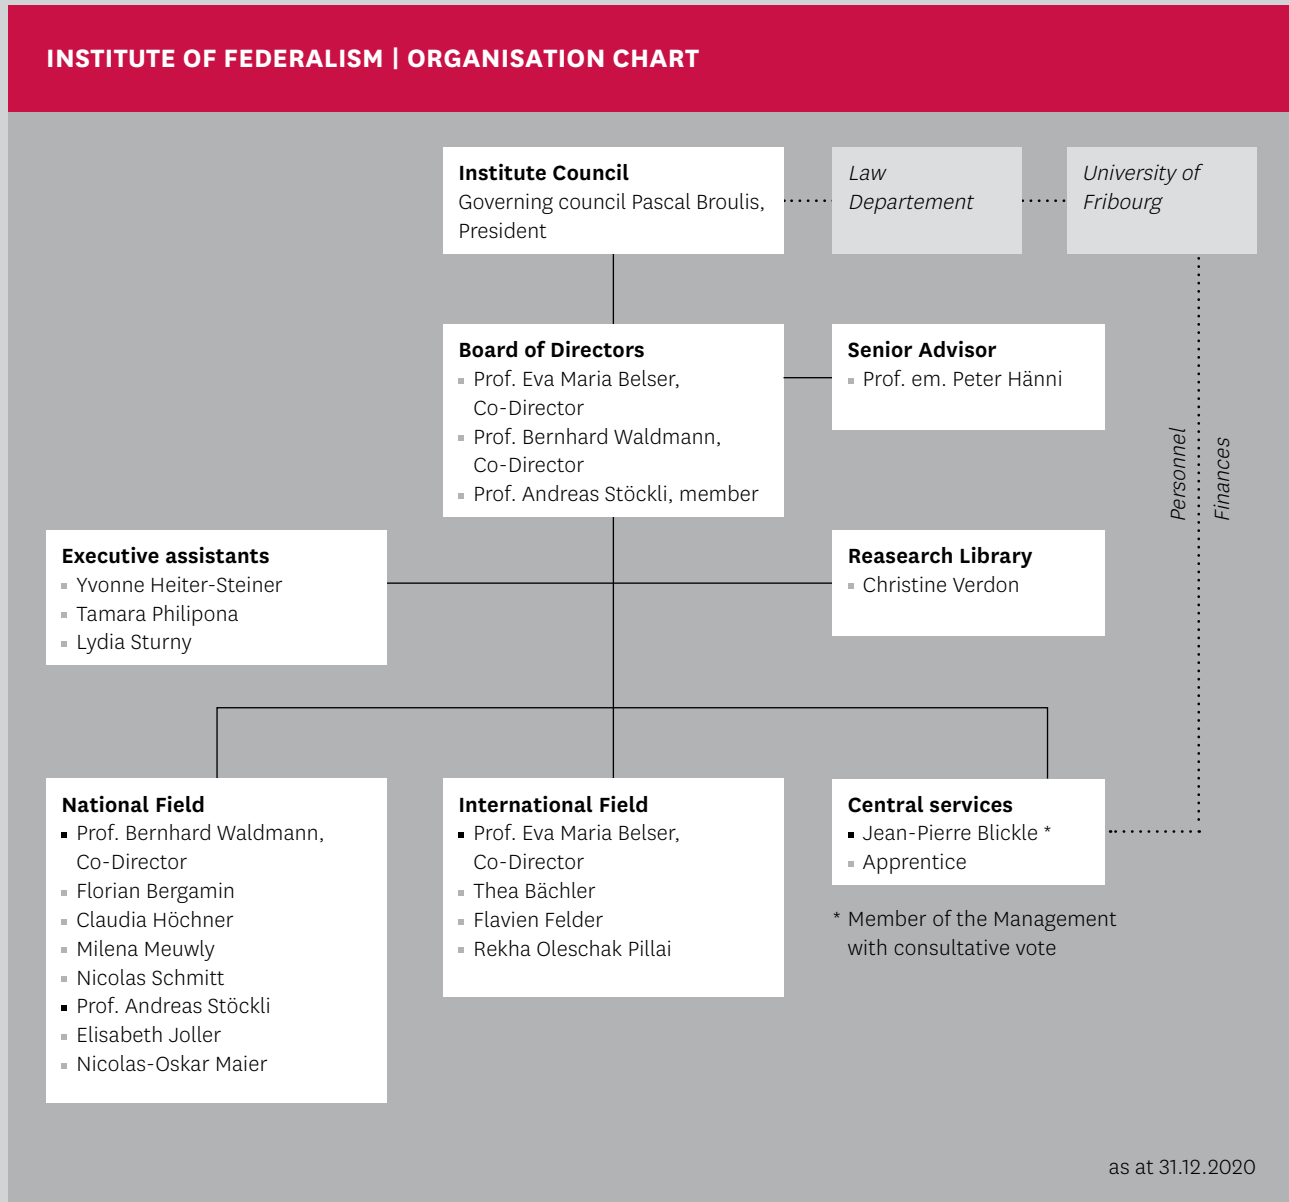 INSTITUTE OF FEDERALISM | ORGANISATION CHART
Institute Council
Governing council Pascal Broulis,
President
Law
Departement
University of
Fribourg
Board of Directors
Prof. Eva Maria Belser,
Co-Director
Prof. Bernhard Waldmann,
Co-Director
Prof. Andreas Stöckli, member
Senior Advisor
Prof. em. Peter Hänni
Personnel
Finances
Executive assistants
Yvonne Heiter-Steiner
Tamara Philipona
Lydia Sturny
Reasearch Library
Christine Verdon
National Field
Prof. Bernhard Waldmann,
Co-Director
Florian Bergamin
Claudia Höchner
Milena Meuwly
Nicolas Schmitt
Prof. Andreas Stöckli
Elisabeth Joller
Nicolas-Oskar Maier
International Field
Prof. Eva Maria Belser,
Co-Director
Thea Bächler
Flavien Felder
Rekha Oleschak Pillai
Central services
Jean-Pierre Blickle *
Apprentice
* Member of the Management
with consultative vote
as at 31.12.2020